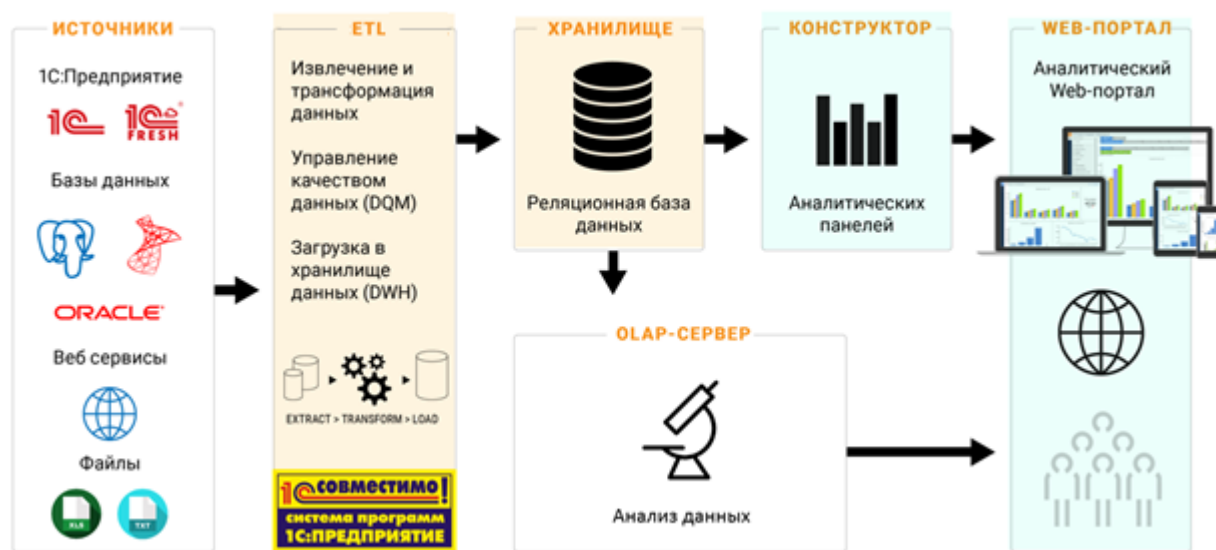 ИСТОЧНИКИ
1С:Предприятие
1С
1С
FRESH
Базы данных
ORACLE
Веб сервисы
Файлы
XLS
TXT
ETL
Извлечение и
трансформация
данных
Управление
качеством
данных (DQM)
Загрузка в
хранилище
данных (DWH)
EXTRACT > TRANSFORM > LOAD
1С СОВМЕСТИМО!
система программ
1С:ПРЕДПРИЯТИЕ
ХРАНИЛИЩЕ
Реляционная база
данных
КОНСТРУКТОР
Аналитических
панелей
OLAP-СЕРВЕР
Анализ данных
WEB-ПОРТАЛ
Аналитический
Web-портал